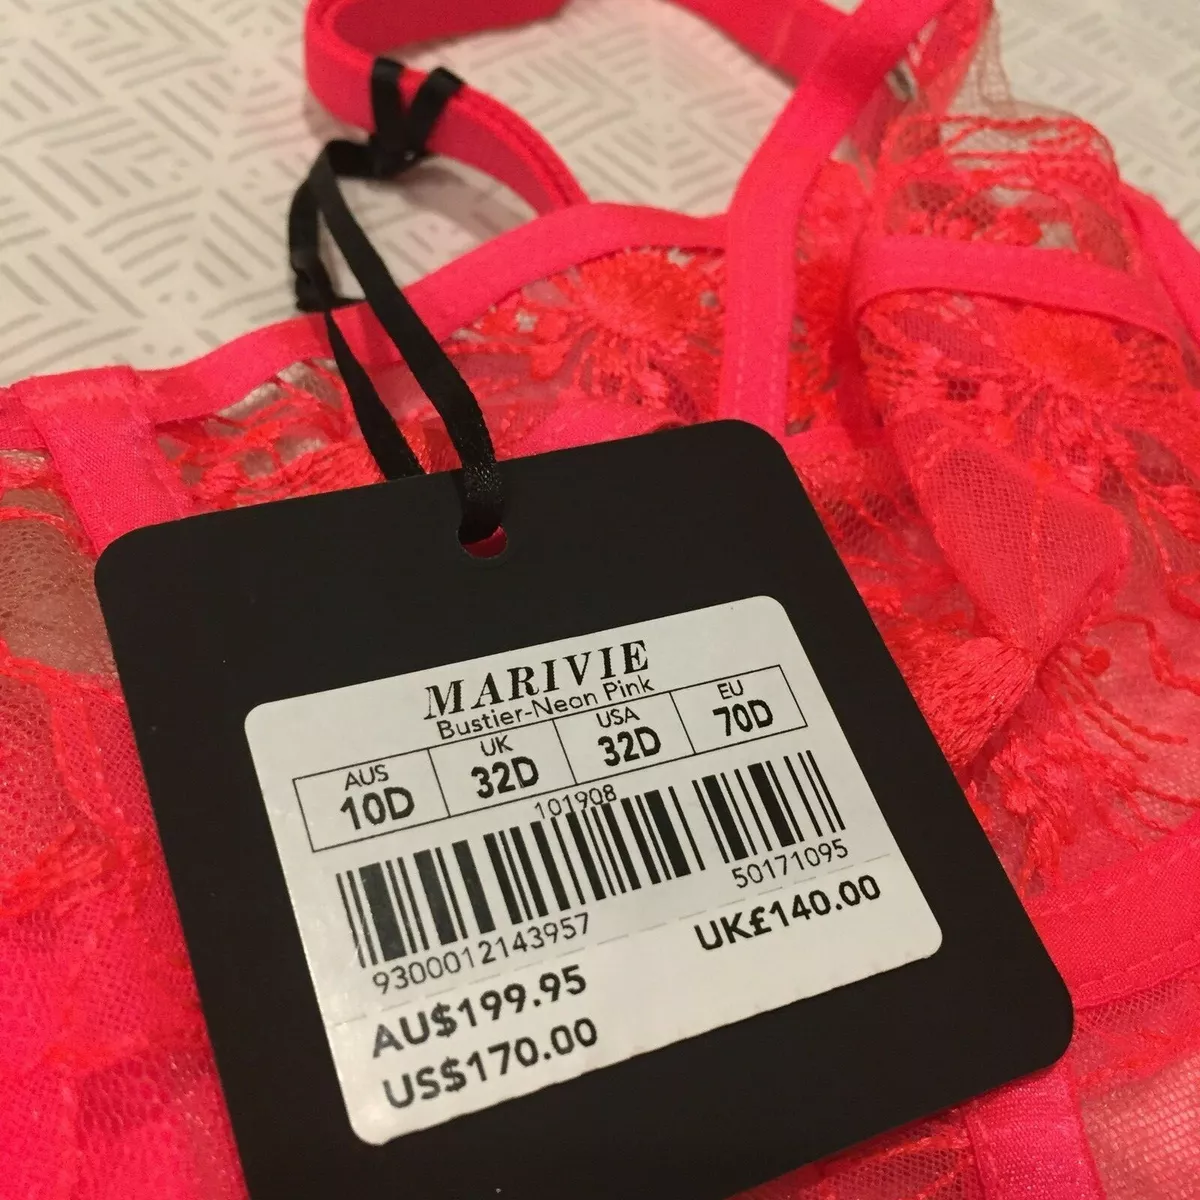 MARIVIE
Bustier-Neon Pink
AUS UK USA EU
10D 32D 32D 70D
101908
9300012143957 50171095
AU$199.95 UK£140.00
US$170.00